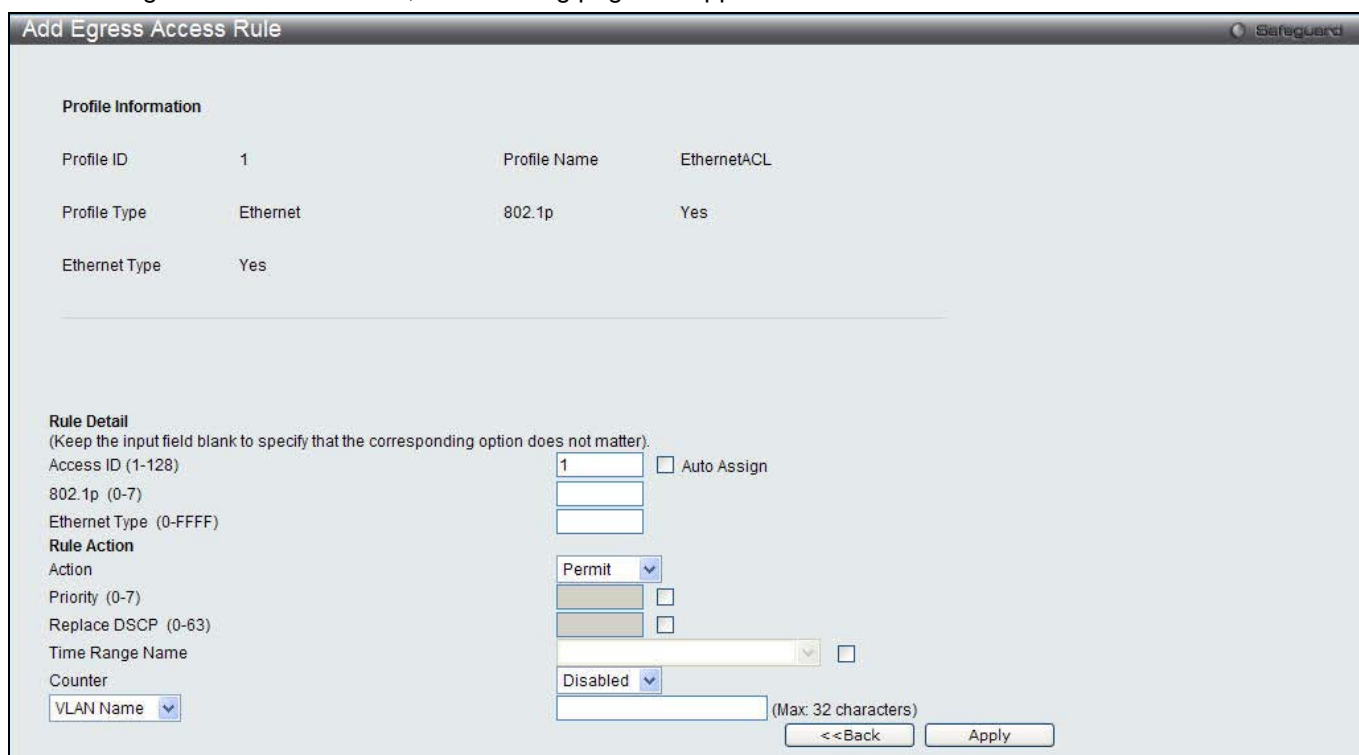 Add Egress Access Rule Safeguard
Profile Information
Profile ID 1 Profile Name EthernetACL
Profile Type Ethernet 802.1p Yes
Ethernet Type Yes
Rule Detail
(Keep the input field blank to specify that the corresponding option does not matter).
Access ID (1-128) 1 Auto Assign
802.1p (0-7)
Ethernet Type (0-FFFF)
Rule Action
Action Permit
Priority (0-7)
Replace DSCP (0-63)
Time Range Name
Counter Disabled
VLAN Name (Max: 32 characters)
<<Back Apply